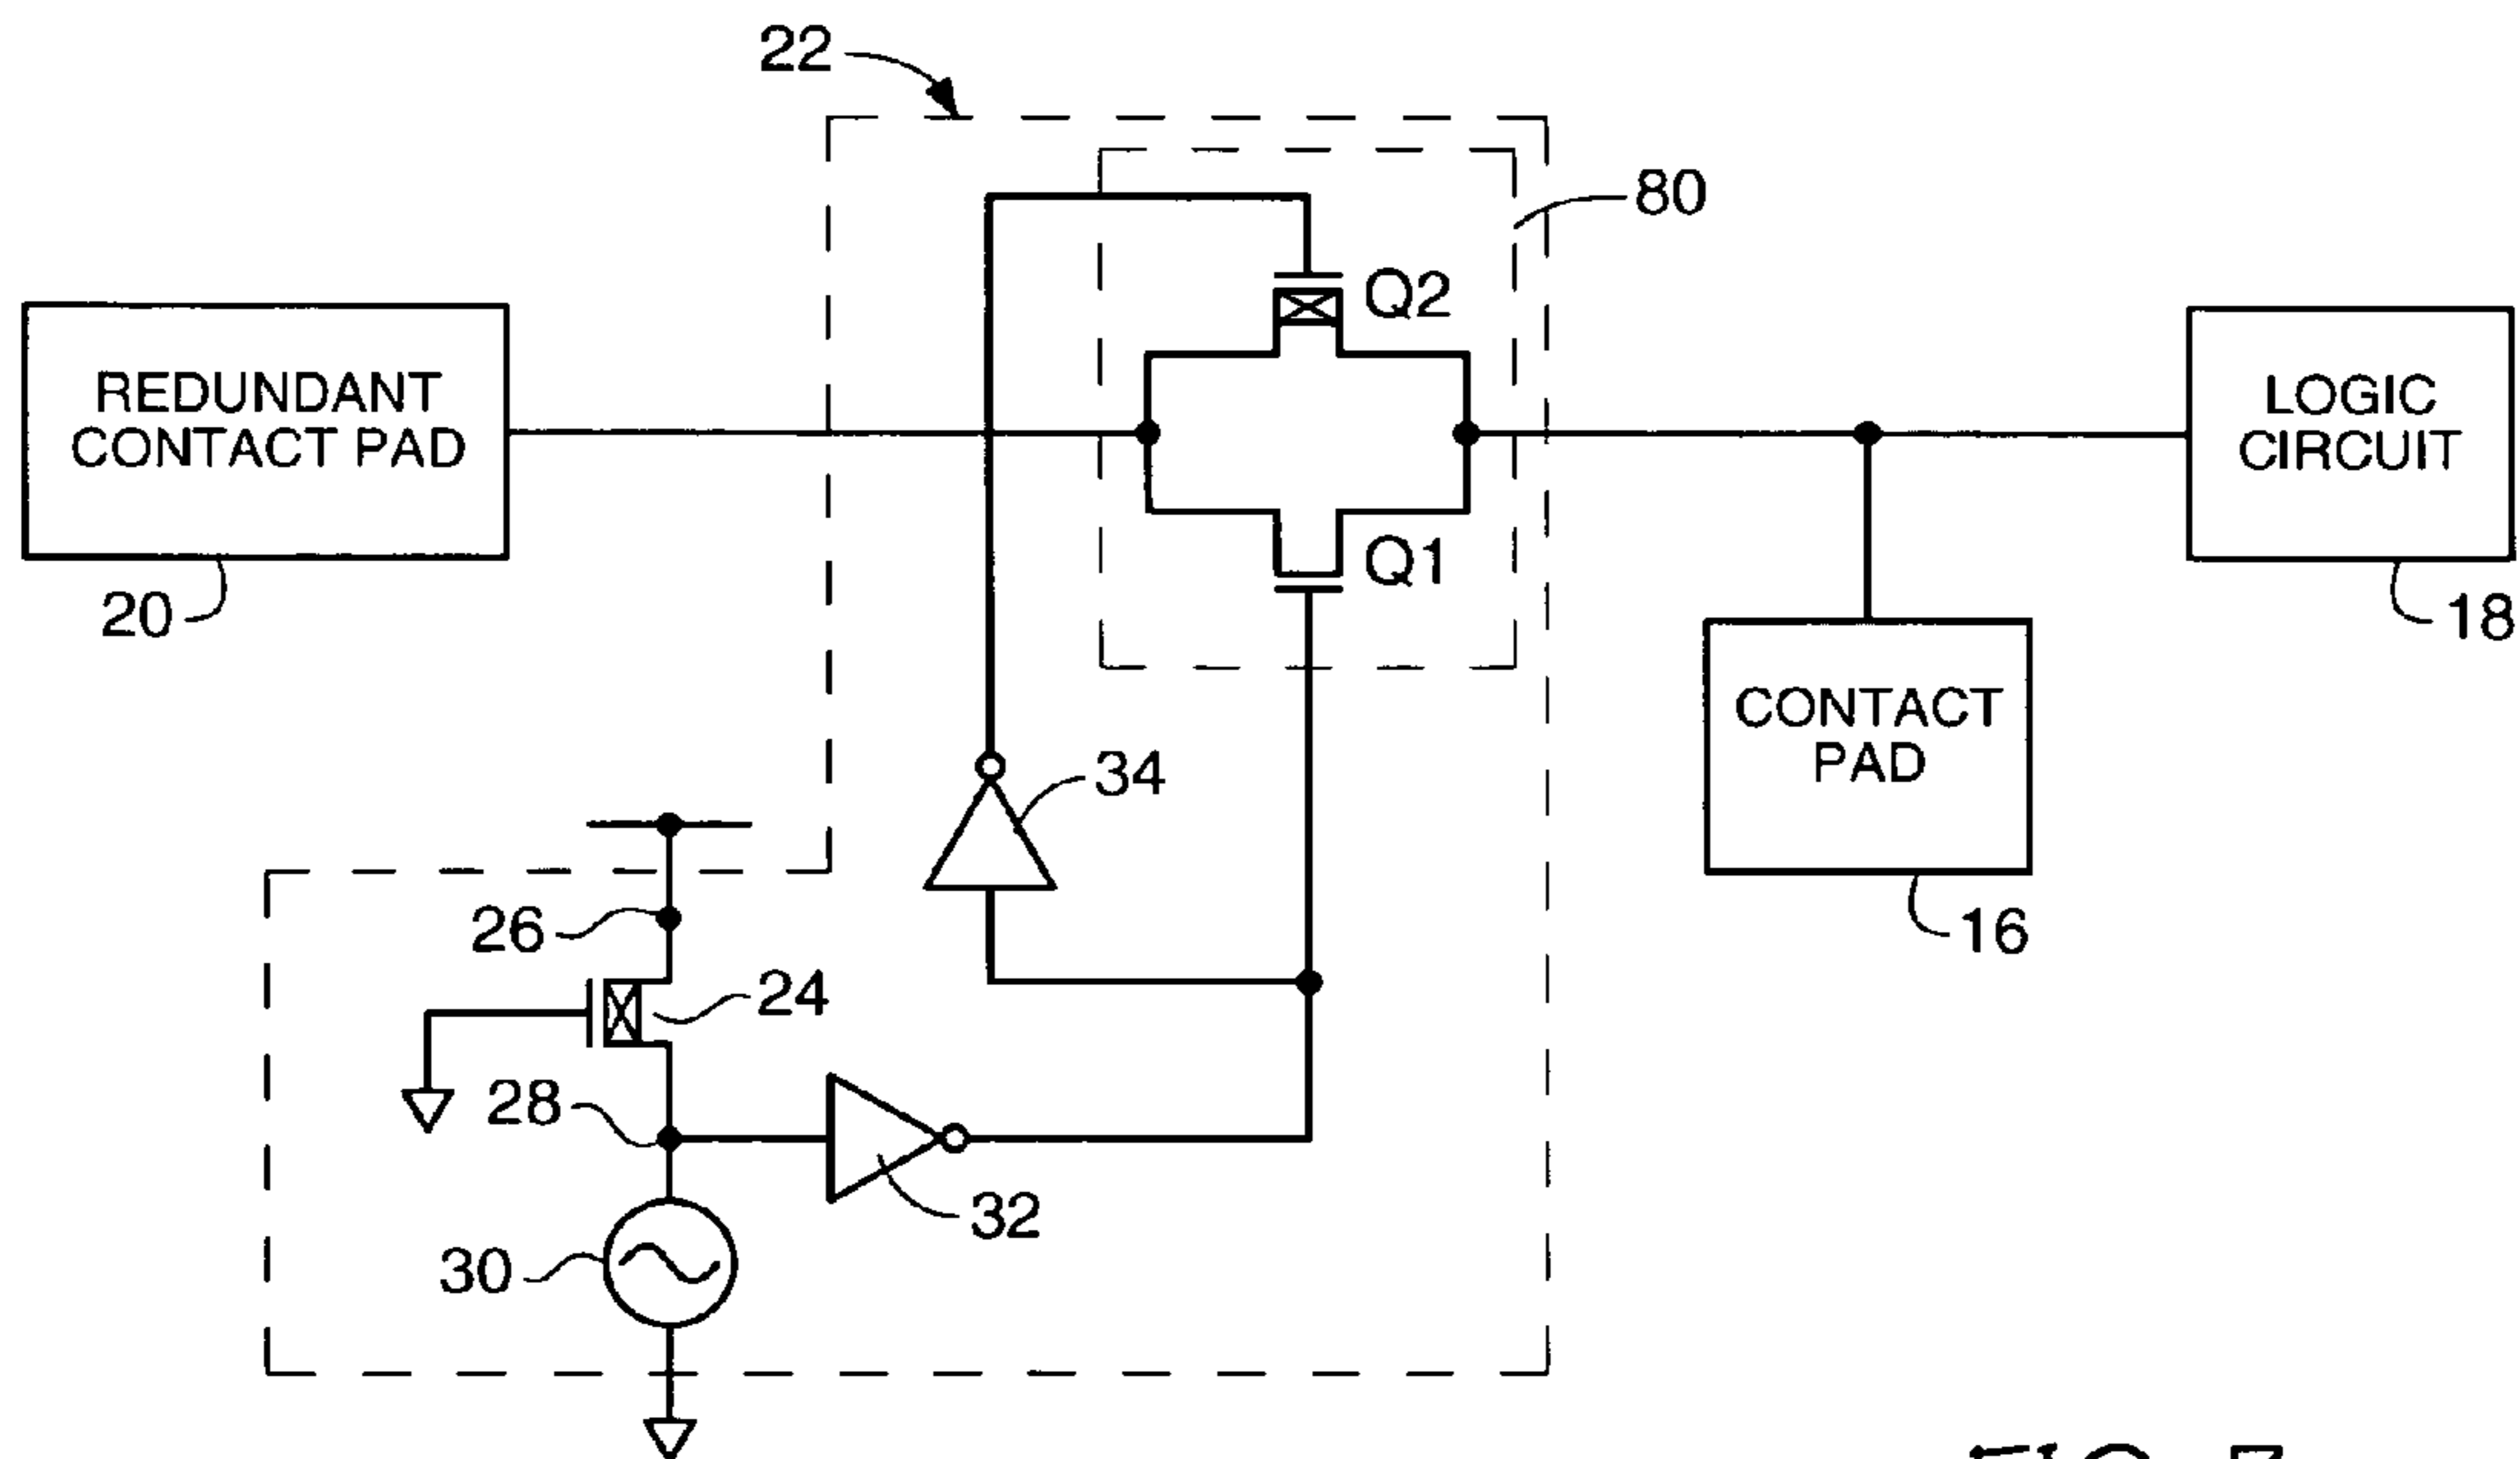 22
80
Q2
REDUNDANT
CONTACT PAD
LOGIC
CIRCUIT
Q1
20
18
CONTACT
PAD
34
26
16
24
28
32
30